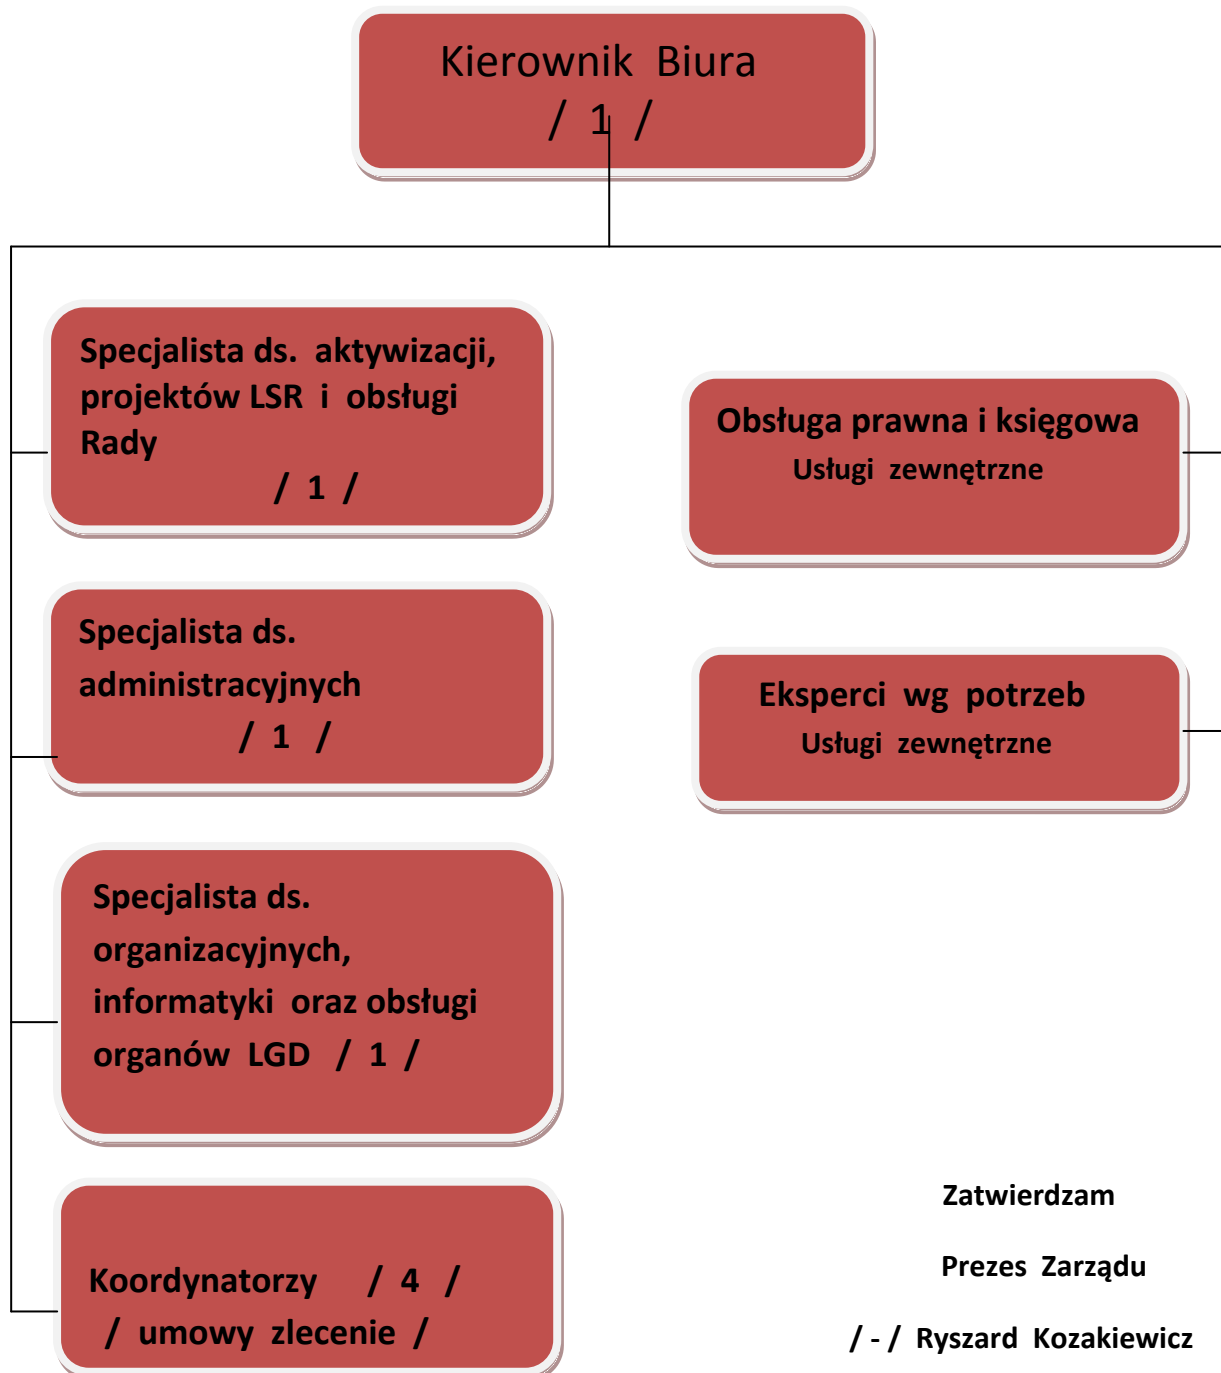 Kierownik Biura
/ 1 /
Specjalista ds. aktywizacji,
projektów LSR i obsługi
Rady
/ 1 /
Obsługa prawna i księgowa
Usługi zewnętrzne
Specjalista ds.
administracyjnych
/ 1 /
Eksperci wg potrzeb
Usługi zewnętrzne
Specjalista ds.
organizacyjnych,
informatyki oraz obsługi
organów LGD / 1 /
Koordynatorzy / 4 /
/ umowy zlecenie /
Zatwierdzam
Prezes Zarządu
/ - / Ryszard Kozakiewicz